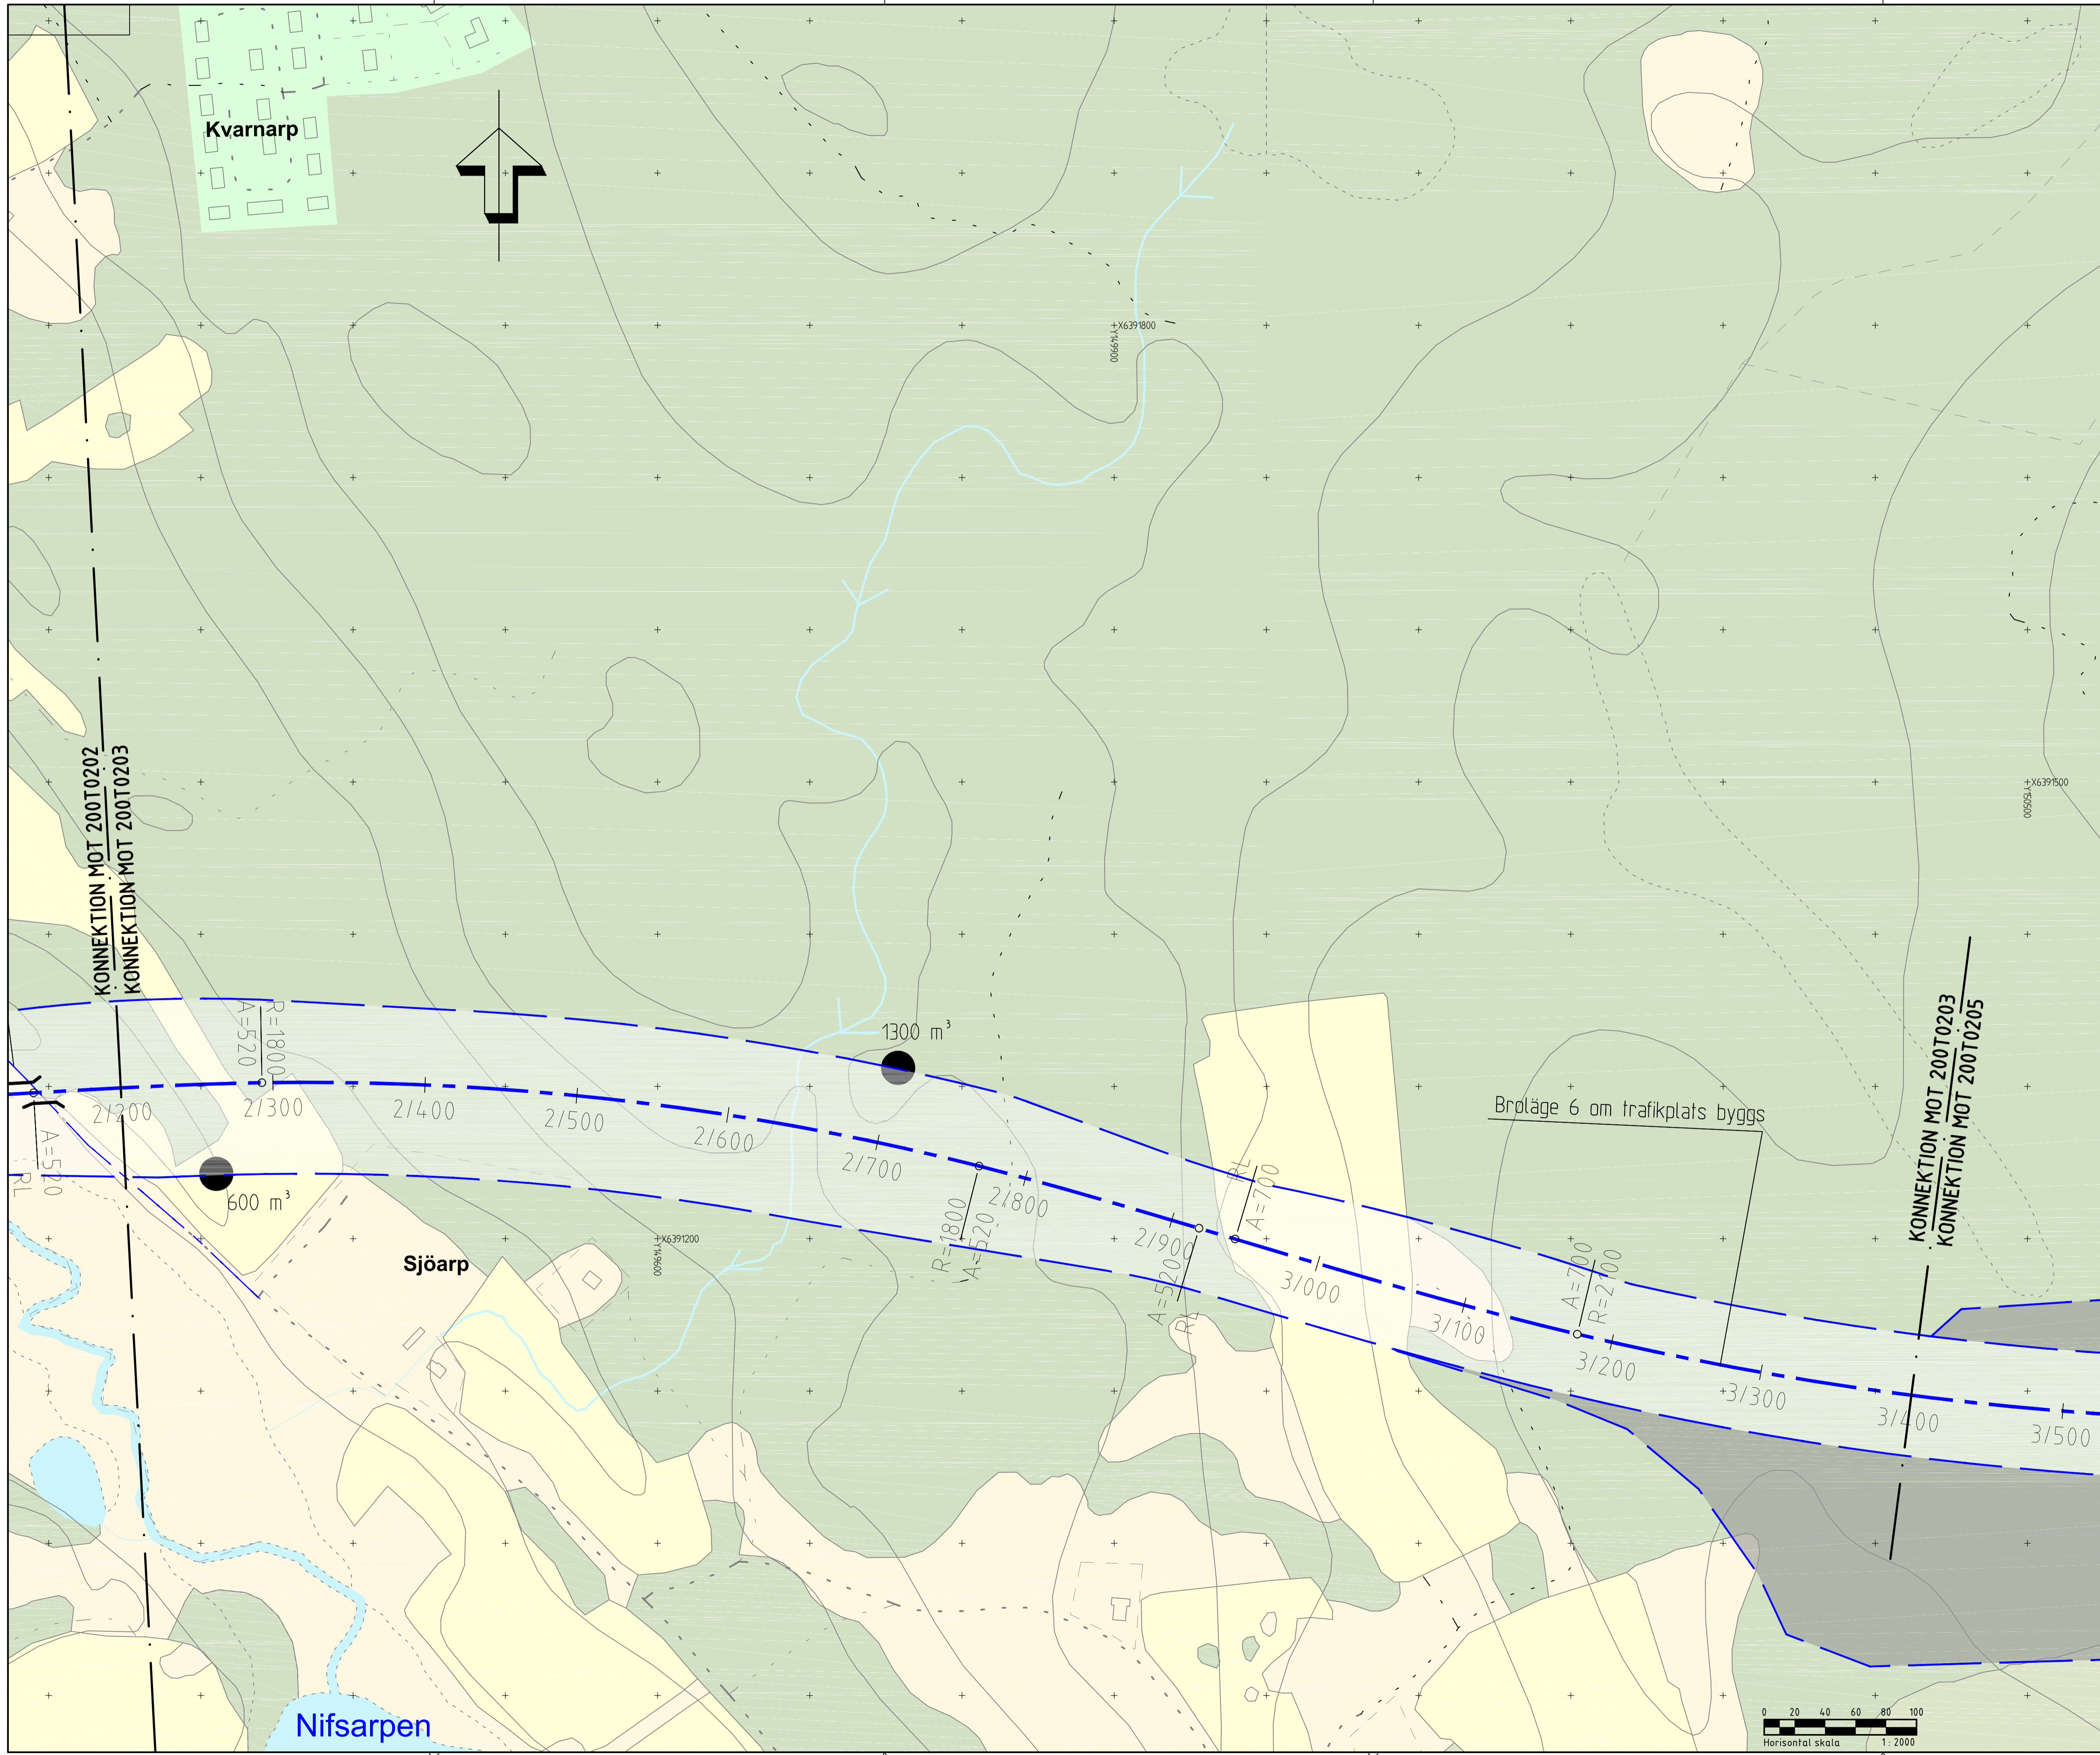 Kvarnarp
X6391800
Y149900
KONNEKTION MOT 200T0202
KONNEKTION MOT 200T0203
X6391500
Y150500
A=520
R=1800
1300 m³
2/200
2/300
2/400
2/500
2/600
2/700
2/800
2/900
3/000
3/100
3/200
3/300
3/400
3/500
RL
A=520
600 m³
Sjöarp
X6391200
Y149600
R=1800
A=520
A=520
RL
RL
A=700
A=700
R=2100
Broläge 6 om trafikplats byggs
KONNEKTION MOT 200T0203
KONNEKTION MOT 200T0205
Nifsarpen
0 20 40 60 80 100
Horisontal skala 1:2000